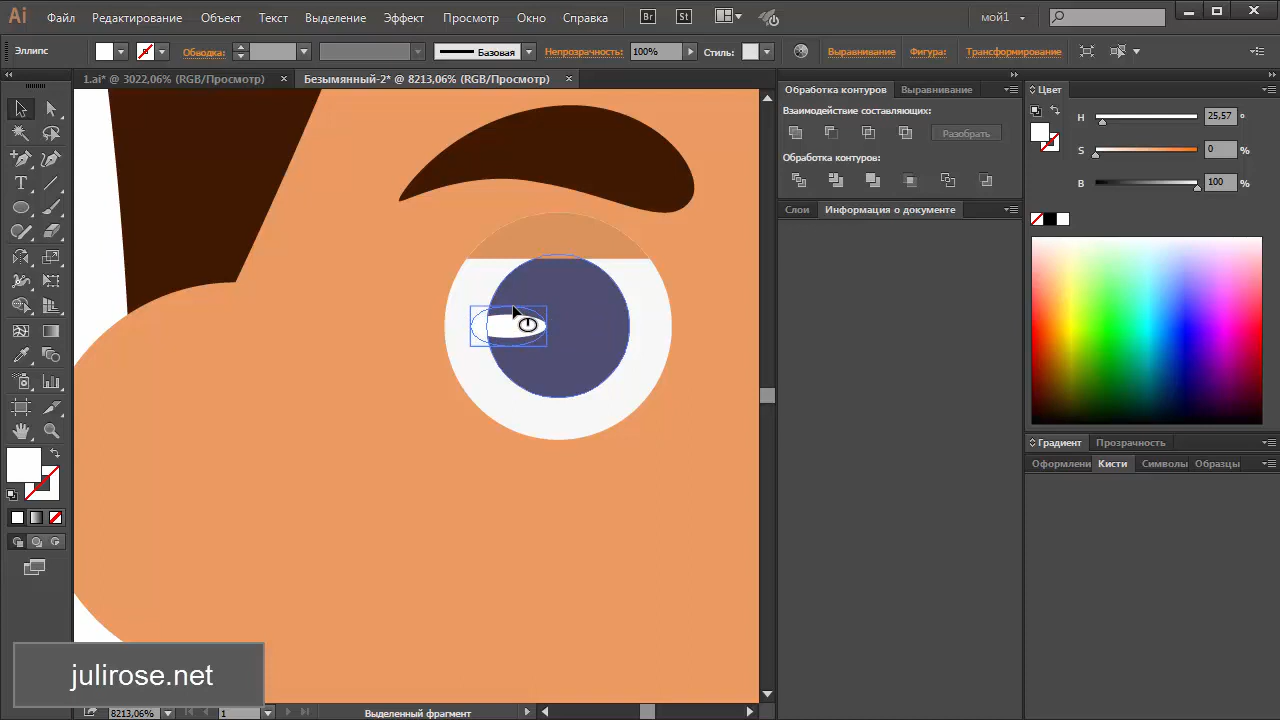 Ai Файл Редактирование Объект Текст Выделение Эффект Просмотр Окно Справка Br St мой1
Эллипс Обводка: Базовая Непрозрачность: 100% Стиль: Выравнивание Фигура: Трансформирование
1.ai* @ 3022,06% (RGB/Просмотр) Безымянный-2* @ 8213,06% (RGB/Просмотр)
Обработка контуров Выравнивание
Взаимодействие составляющих:
Разобрать
Обработка контуров:
Слои Информация о документе
Цвет
H 25,57 °
S 0 %
B 100 %
Градиент Прозрачность
Оформлени Кисти Символы Образцы
julirose.net
8213,06% 1 Выделенный фрагмент